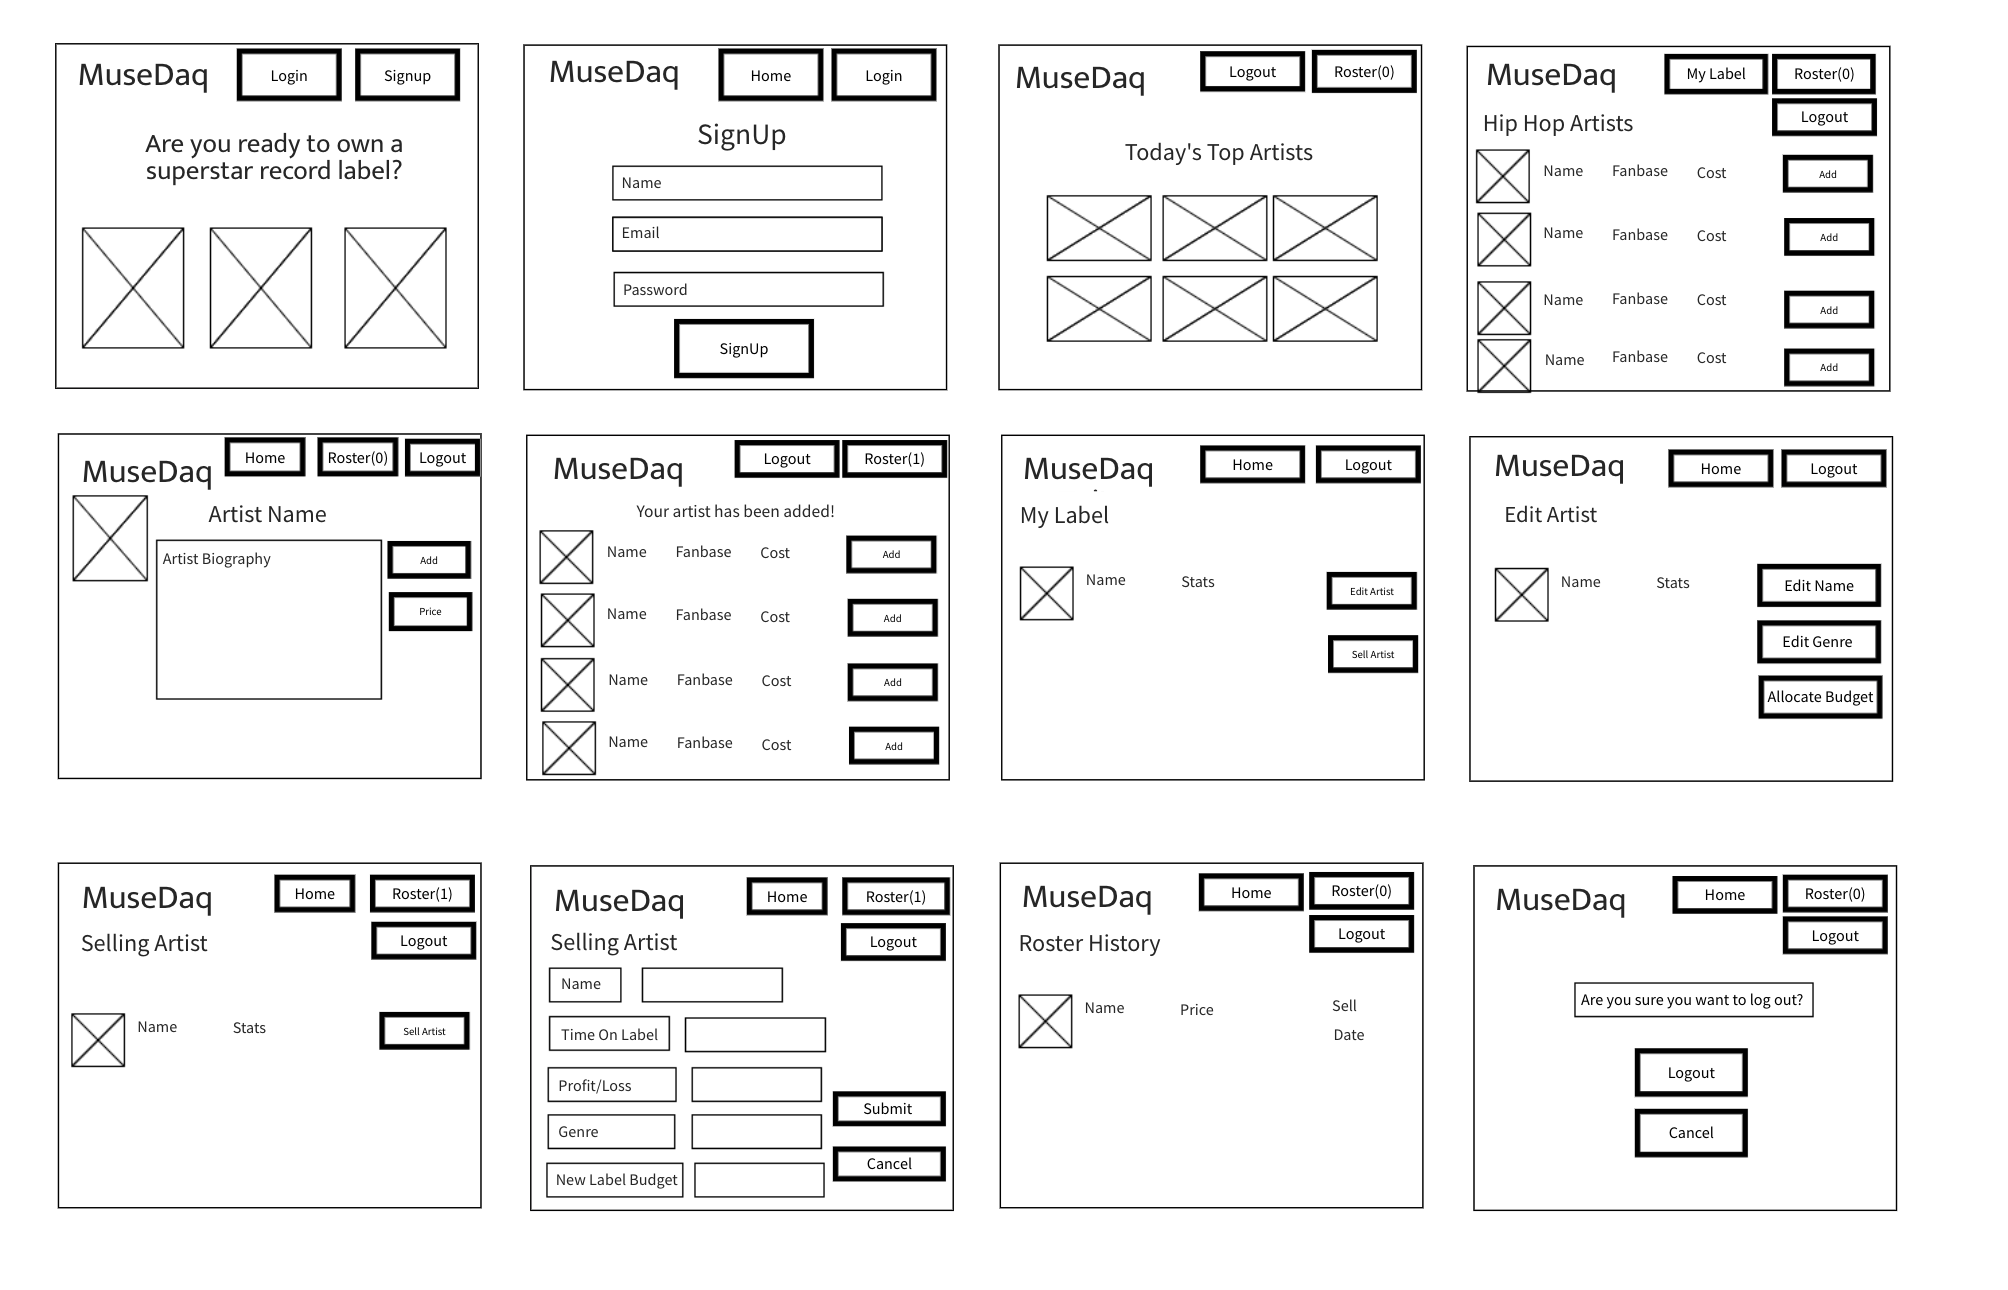 MuseDaq
Login
Signup
Are you ready to own a
superstar record label?
MuseDaq
Home
Login
SignUp
Name
Email
Password
SignUp
MuseDaq
Logout
Roster(0)
Today's Top Artists
MuseDaq
My Label
Roster(0)
Logout
Hip Hop Artists
Name Fanbase Cost Add
Name Fanbase Cost Add
Name Fanbase Cost Add
Name Fanbase Cost Add
MuseDaq
Home
Roster(0)
Logout
Artist Name
Artist Biography
Add
Price
MuseDaq
Logout
Roster(1)
Your artist has been added!
Name Fanbase Cost Add
Name Fanbase Cost Add
Name Fanbase Cost Add
Name Fanbase Cost Add
MuseDaq
Home
Logout
My Label
Name Stats Edit Artist
Sell Artist
MuseDaq
Home
Logout
Edit Artist
Name Stats Edit Name
Edit Genre
Allocate Budget
MuseDaq
Home
Roster(1)
Logout
Selling Artist
Name Stats Sell Artist
MuseDaq
Home
Roster(1)
Logout
Selling Artist
Name
Time On Label
Profit/Loss
Genre
New Label Budget
Submit
Cancel
MuseDaq
Home
Roster(0)
Logout
Roster History
Name Price Sell
Date
MuseDaq
Home
Roster(0)
Logout
Are you sure you want to log out?
Logout
Cancel